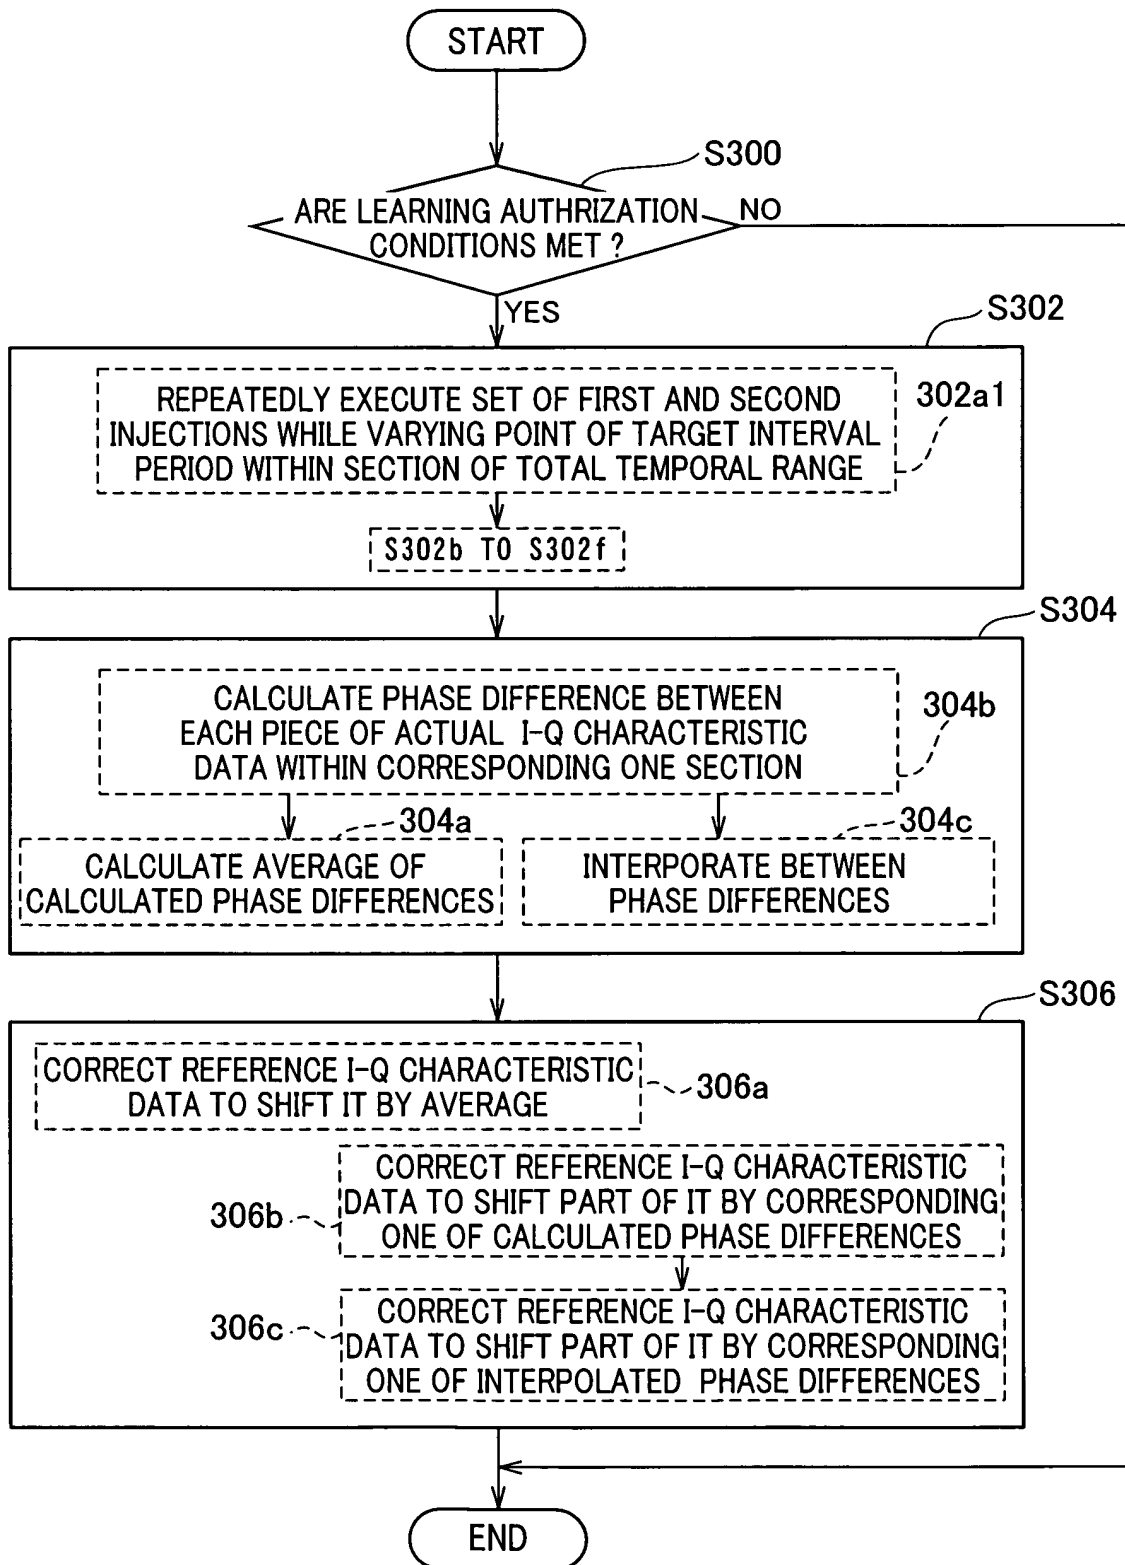 START
S300
ARE LEARNING AUTHRIZATION
CONDITIONS MET ?
NO
YES
S302
REPEATEDLY EXECUTE SET OF FIRST AND SECOND
INJECTIONS WHILE VARYING POINT OF TARGET INTERVAL
PERIOD WITHIN SECTION OF TOTAL TEMPORAL RANGE
302a1
S302b TO S302f
S304
CALCULATE PHASE DIFFERENCE BETWEEN
EACH PIECE OF ACTUAL I-Q CHARACTERISTIC
DATA WITHIN CORRESPONDING ONE SECTION
304b
304a
CALCULATE AVERAGE OF
CALCULATED PHASE DIFFERENCES
304c
INTERPORATE BETWEEN
PHASE DIFFERENCES
S306
CORRECT REFERENCE I-Q CHARACTERISTIC
DATA TO SHIFT IT BY AVERAGE
306a
CORRECT REFERENCE I-Q CHARACTERISTIC
DATA TO SHIFT PART OF IT BY CORRESPONDING
ONE OF CALCULATED PHASE DIFFERENCES
306b
CORRECT REFERENCE I-Q CHARACTERISTIC
DATA TO SHIFT PART OF IT BY CORRESPONDING
ONE OF INTERPOLATED PHASE DIFFERENCES
306c
END